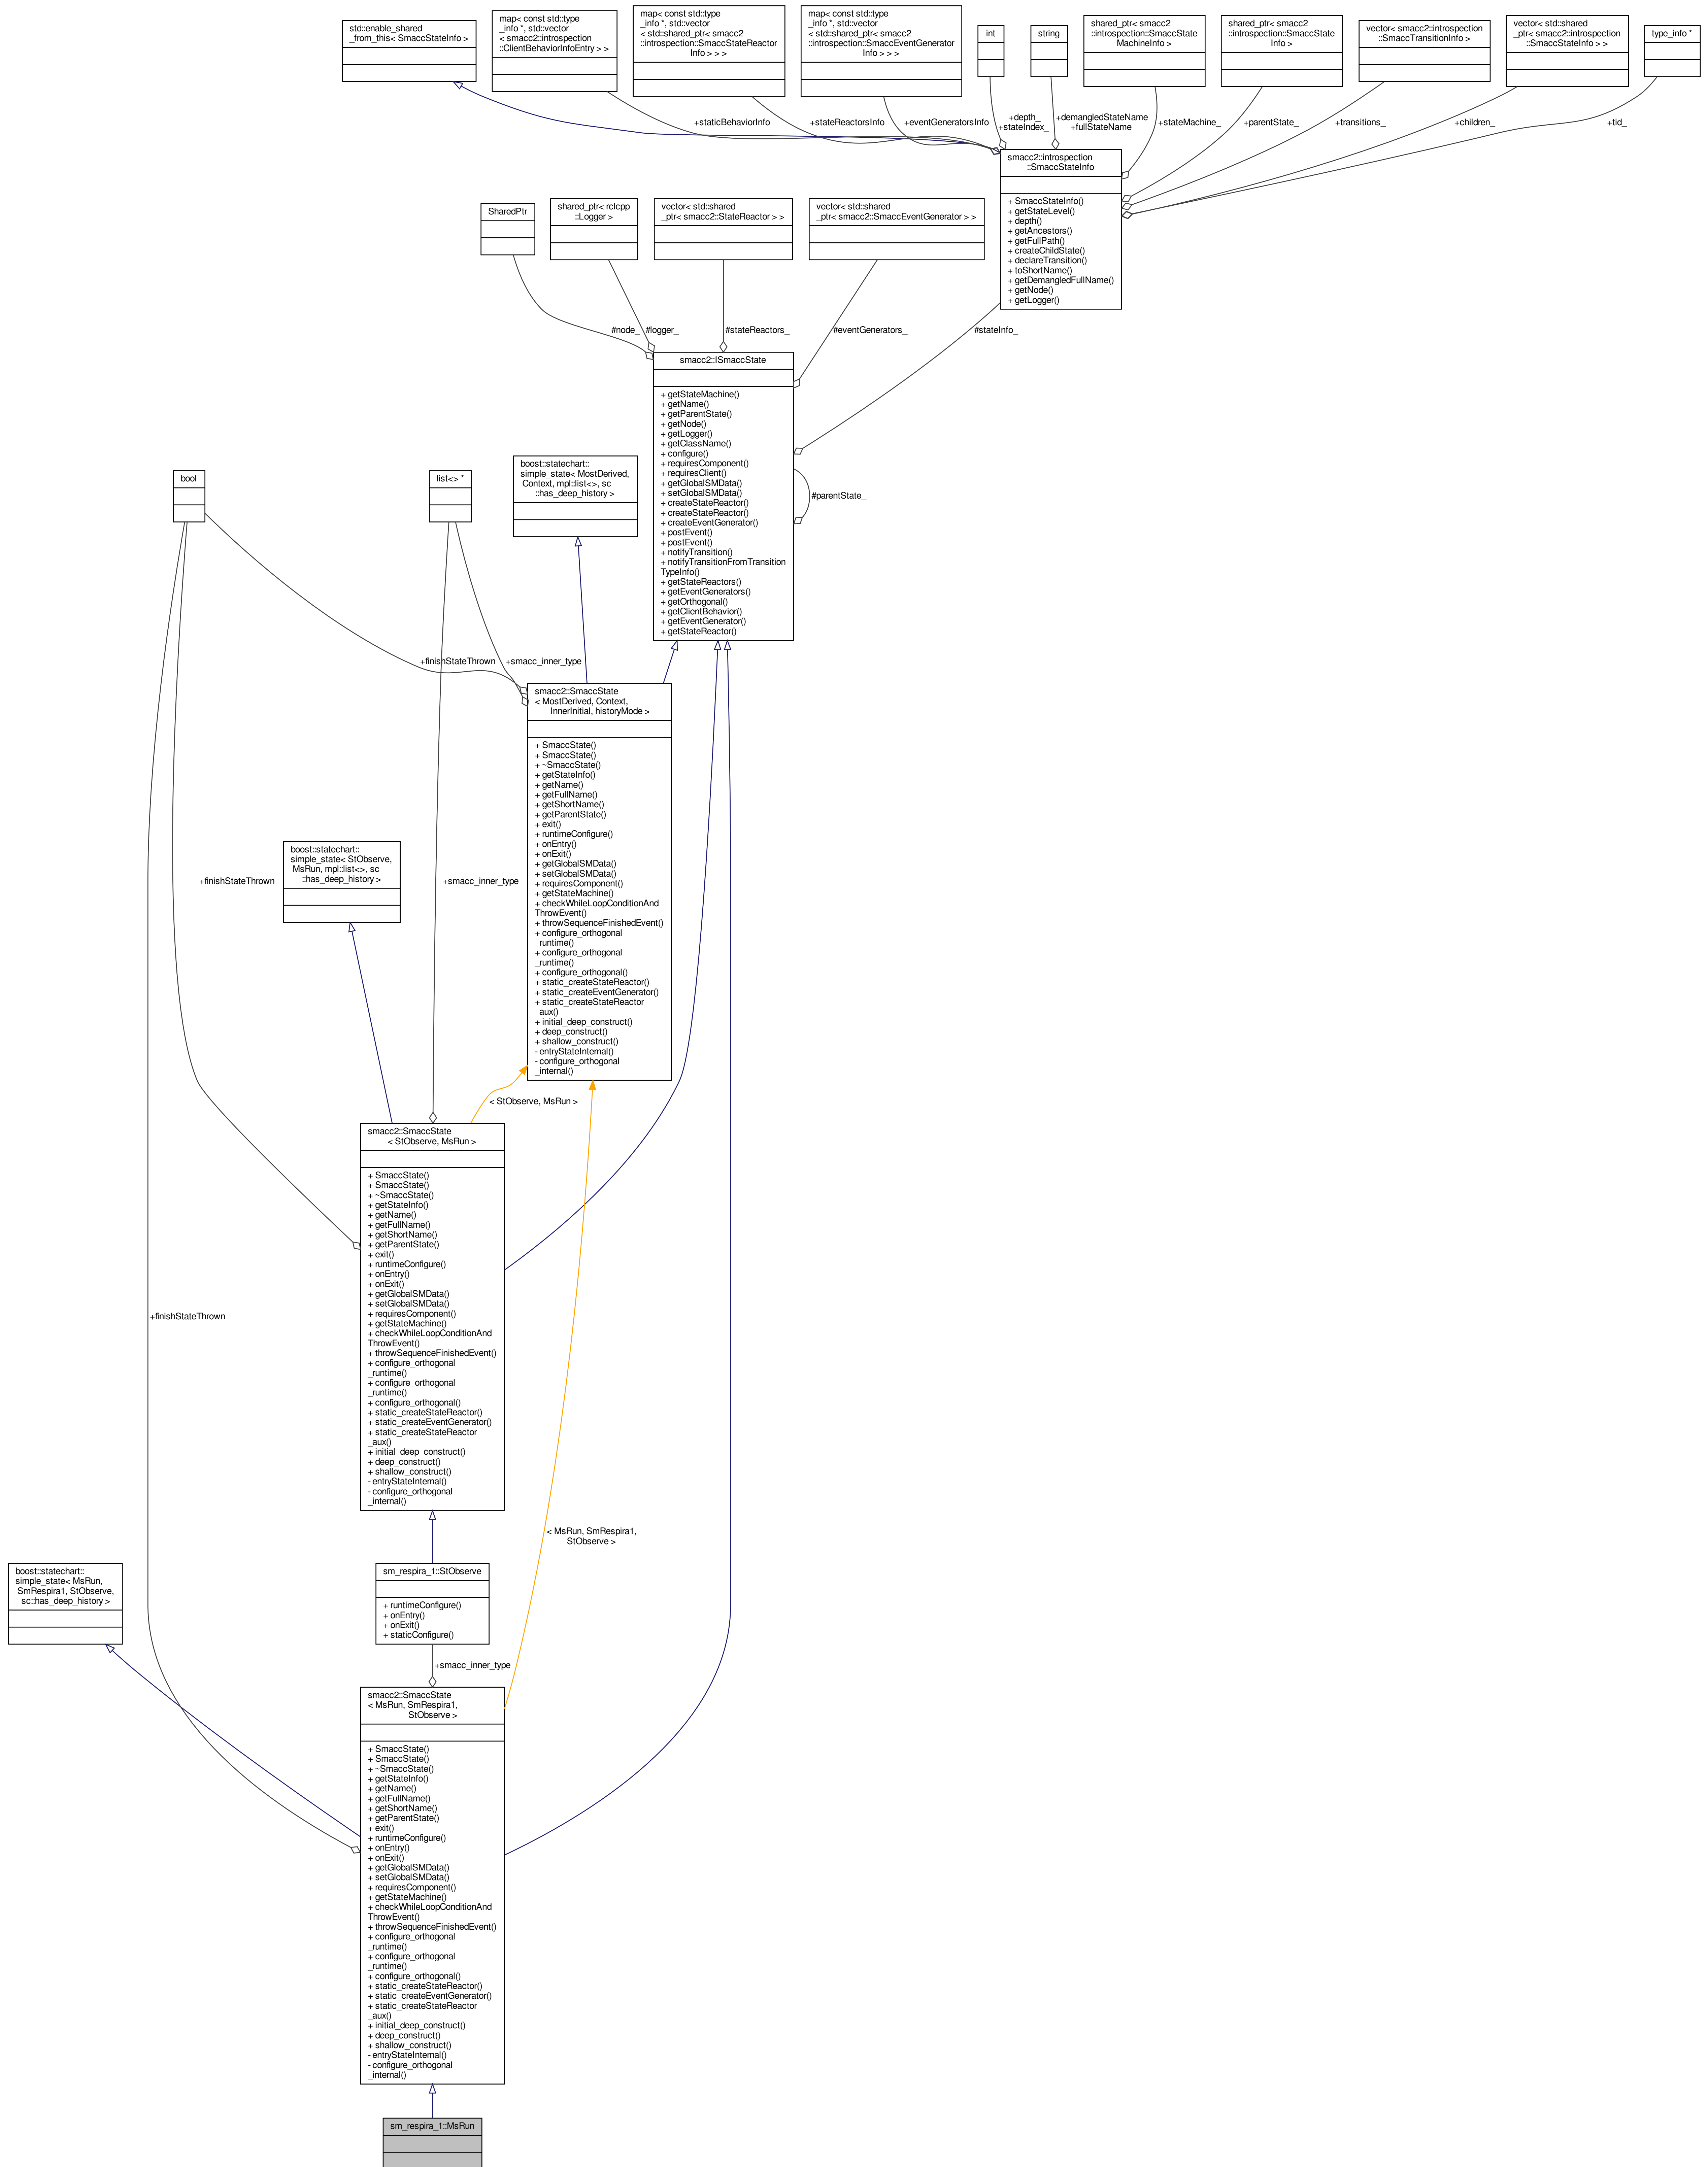 std::enable_shared
_from_this< SmaccStateInfo >
map< const std::type
_info *, std::vector
< smacc2::introspection
::ClientBehaviorInfoEntry > >
map< const std::type
_info *, std::vector
< std::shared_ptr< smacc2
::introspection::SmaccStateReactor
Info > > >
map< const std::type
_info *, std::vector
< std::shared_ptr< smacc2
::introspection::SmaccEventGenerator
Info > > >
int
string
shared_ptr< smacc2
::introspection::SmaccState
MachineInfo >
shared_ptr< smacc2
::introspection::SmaccState
Info >
vector< smacc2::introspection
::SmaccTransitionInfo >
vector< std::shared
_ptr< smacc2::introspection
::SmaccStateInfo > >
type_info *
+staticBehaviorInfo
+stateReactorsInfo
+eventGeneratorsInfo
+depth_
+stateIndex_
+demangledStateName
+fullStateName
+stateMachine_
+parentState_
+transitions_
+children_
+tid_
smacc2::introspection
::SmaccStateInfo
+ SmaccStateInfo()
+ getStateLevel()
+ depth()
+ getAncestors()
+ getFullPath()
+ createChildState()
+ declareTransition()
+ toShortName()
+ getDemangledFullName()
+ getNode()
+ getLogger()
SharedPtr
shared_ptr< rclcpp
::Logger >
vector< std::shared
_ptr< smacc2::StateReactor > >
vector< std::shared
_ptr< smacc2::SmaccEventGenerator > >
#node_
#logger_
#stateReactors_
#eventGenerators_
#stateInfo_
smacc2::ISmaccState
+ getStateMachine()
+ getName()
+ getParentState()
+ getNode()
+ getLogger()
+ getClassName()
+ configure()
+ requiresComponent()
+ requiresClient()
+ getGlobalSMData()
+ setGlobalSMData()
+ createStateReactor()
+ createStateReactor()
+ createEventGenerator()
+ postEvent()
+ postEvent()
+ notifyTransition()
+ notifyTransitionFromTransition
TypeInfo()
+ getStateReactors()
+ getEventGenerators()
+ getOrthogonal()
+ getClientBehavior()
+ getEventGenerator()
+ getStateReactor()
#parentState_
bool
list<> *
boost::statechart::
simple_state< MostDerived,
Context, mpl::list<>, sc
::has_deep_history >
+finishStateThrown
+smacc_inner_type
smacc2::SmaccState
< MostDerived, Context,
InnerInitial, historyMode >
+ SmaccState()
+ SmaccState()
+ ~SmaccState()
+ getStateInfo()
+ getName()
+ getFullName()
+ getShortName()
+ getParentState()
+ exit()
+ runtimeConfigure()
+ onEntry()
+ onExit()
+ getGlobalSMData()
+ setGlobalSMData()
+ requiresComponent()
+ getStateMachine()
+ checkWhileLoopConditionAnd
ThrowEvent()
+ throwSequenceFinishedEvent()
+ configure_orthogonal
_runtime()
+ configure_orthogonal
_runtime()
+ configure_orthogonal()
+ static_createStateReactor()
+ static_createEventGenerator()
+ static_createStateReactor
_aux()
+ initial_deep_construct()
+ deep_construct()
+ shallow_construct()
- entryStateInternal()
- configure_orthogonal
_internal()
boost::statechart::
simple_state< StObserve,
MsRun, mpl::list<>, sc
::has_deep_history >
+finishStateThrown
+smacc_inner_type
< StObserve, MsRun >
smacc2::SmaccState
< StObserve, MsRun >
+ SmaccState()
+ SmaccState()
+ ~SmaccState()
+ getStateInfo()
+ getName()
+ getFullName()
+ getShortName()
+ getParentState()
+ exit()
+ runtimeConfigure()
+ onEntry()
+ onExit()
+ getGlobalSMData()
+ setGlobalSMData()
+ requiresComponent()
+ getStateMachine()
+ checkWhileLoopConditionAnd
ThrowEvent()
+ throwSequenceFinishedEvent()
+ configure_orthogonal
_runtime()
+ configure_orthogonal
_runtime()
+ configure_orthogonal()
+ static_createStateReactor()
+ static_createEventGenerator()
+ static_createStateReactor
_aux()
+ initial_deep_construct()
+ deep_construct()
+ shallow_construct()
- entryStateInternal()
- configure_orthogonal
_internal()
+finishStateThrown
< MsRun, SmRespira1,
StObserve >
boost::statechart::
simple_state< MsRun,
SmRespira1, StObserve,
sc::has_deep_history >
sm_respira_1::StObserve
+ runtimeConfigure()
+ onEntry()
+ onExit()
+ staticConfigure()
+smacc_inner_type
smacc2::SmaccState
< MsRun, SmRespira1,
StObserve >
+ SmaccState()
+ SmaccState()
+ ~SmaccState()
+ getStateInfo()
+ getName()
+ getFullName()
+ getShortName()
+ getParentState()
+ exit()
+ runtimeConfigure()
+ onEntry()
+ onExit()
+ getGlobalSMData()
+ setGlobalSMData()
+ requiresComponent()
+ getStateMachine()
+ checkWhileLoopConditionAnd
ThrowEvent()
+ throwSequenceFinishedEvent()
+ configure_orthogonal
_runtime()
+ configure_orthogonal
_runtime()
+ configure_orthogonal()
+ static_createStateReactor()
+ static_createEventGenerator()
+ static_createStateReactor
_aux()
+ initial_deep_construct()
+ deep_construct()
+ shallow_construct()
- entryStateInternal()
- configure_orthogonal
_internal()
sm_respira_1::MsRun